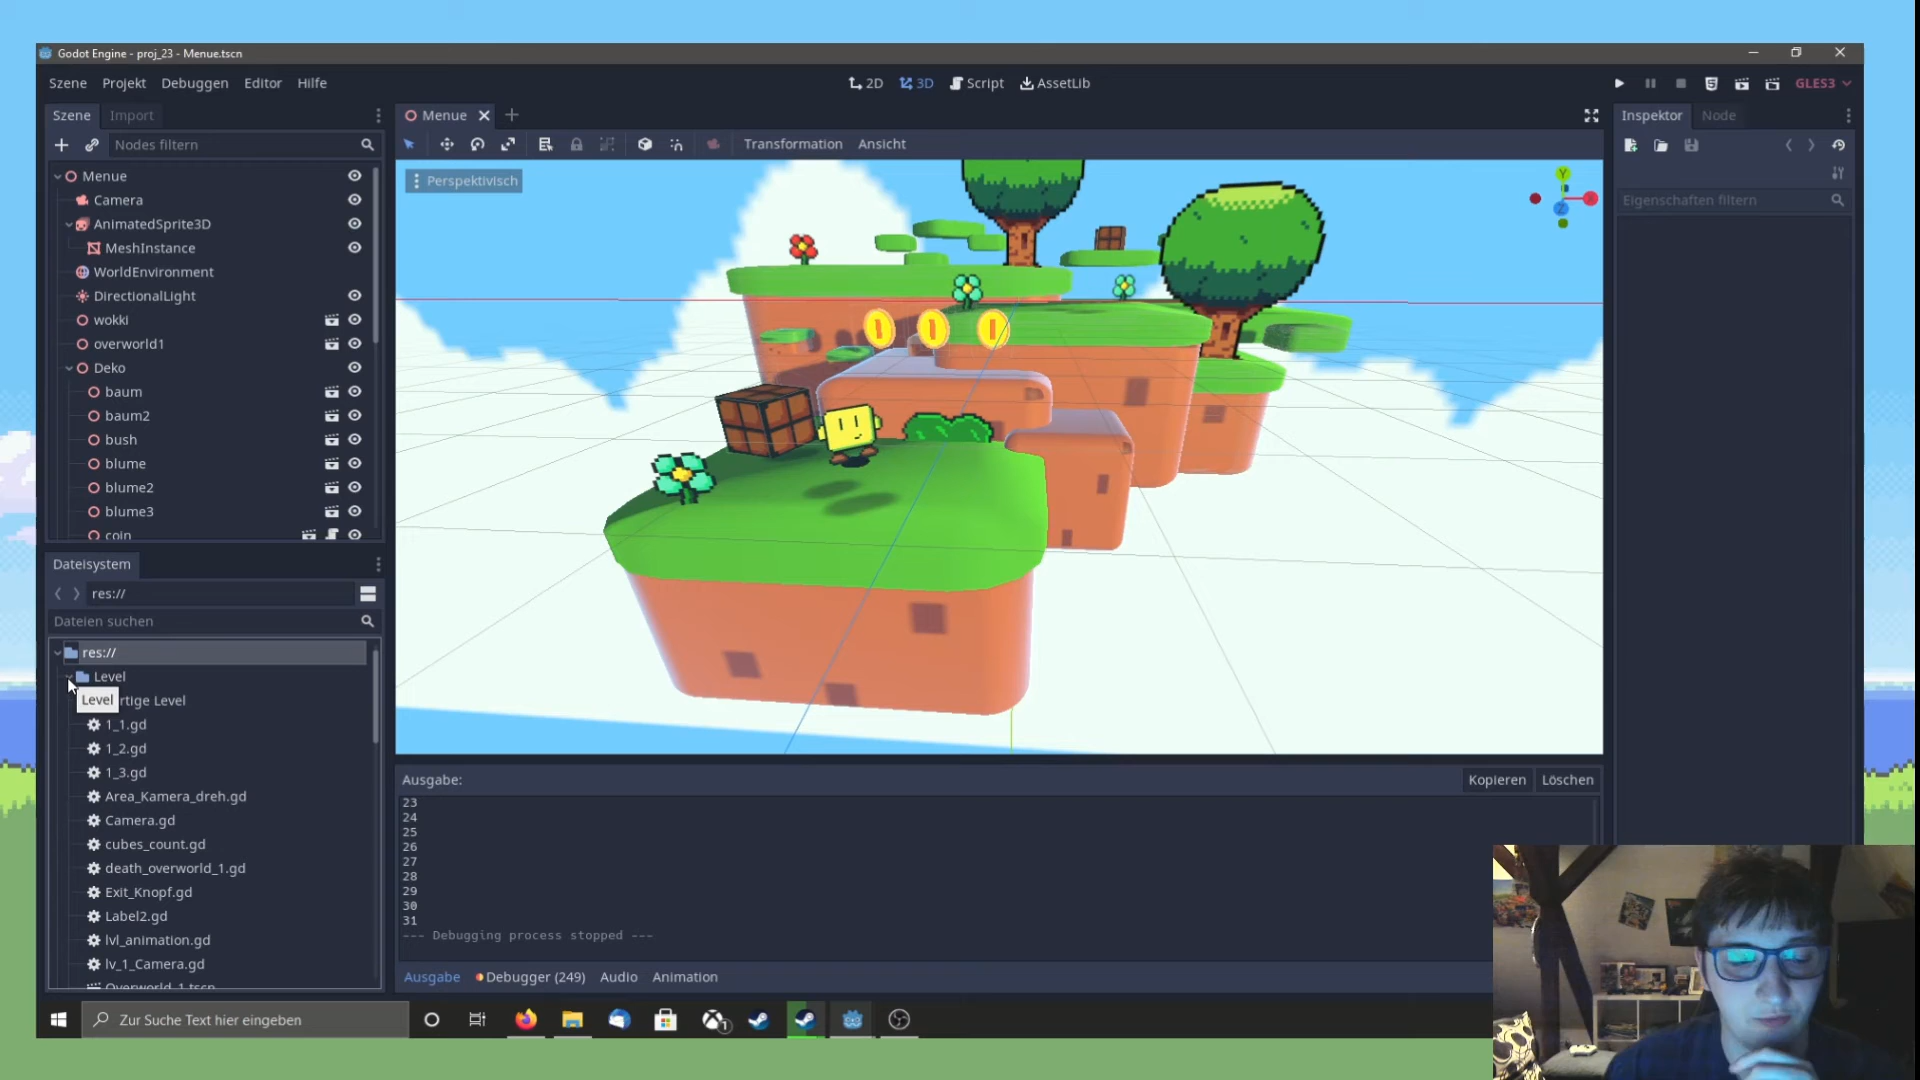 Godot Engine - proj_23 - Menue.tscn
Szene Projekt Debuggen Editor Hilfe
2D 3D Script AssetLib
GLES3
Szene Import
Menue
Inspektor Node
Nodes filtern
Transformation Ansicht
Menue
Perspektivisch
Y
X
Z
Eigenschaften filtern
Camera
AnimatedSprite3D
MeshInstance
WorldEnvironment
DirectionalLight
wokki
overworld1
Deko
baum
baum2
bush
blume
blume2
blume3
coin
Dateisystem
res://
Dateien suchen
res://
Level
Level
rtige Level
1_1.gd
1_2.gd
1_3.gd
Area_Kamera_dreh.gd
Camera.gd
cubes_count.gd
death_overworld_1.gd
Exit_Knopf.gd
Label2.gd
lvl_animation.gd
lv_1_Camera.gd
Overworld_1.tscn
Ausgabe:
Kopieren Löschen
23
24
25
26
27
28
29
30
31
--- Debugging process stopped ---
Ausgabe Debugger (249) Audio Animation
Zur Suche Text hier eingeben
1